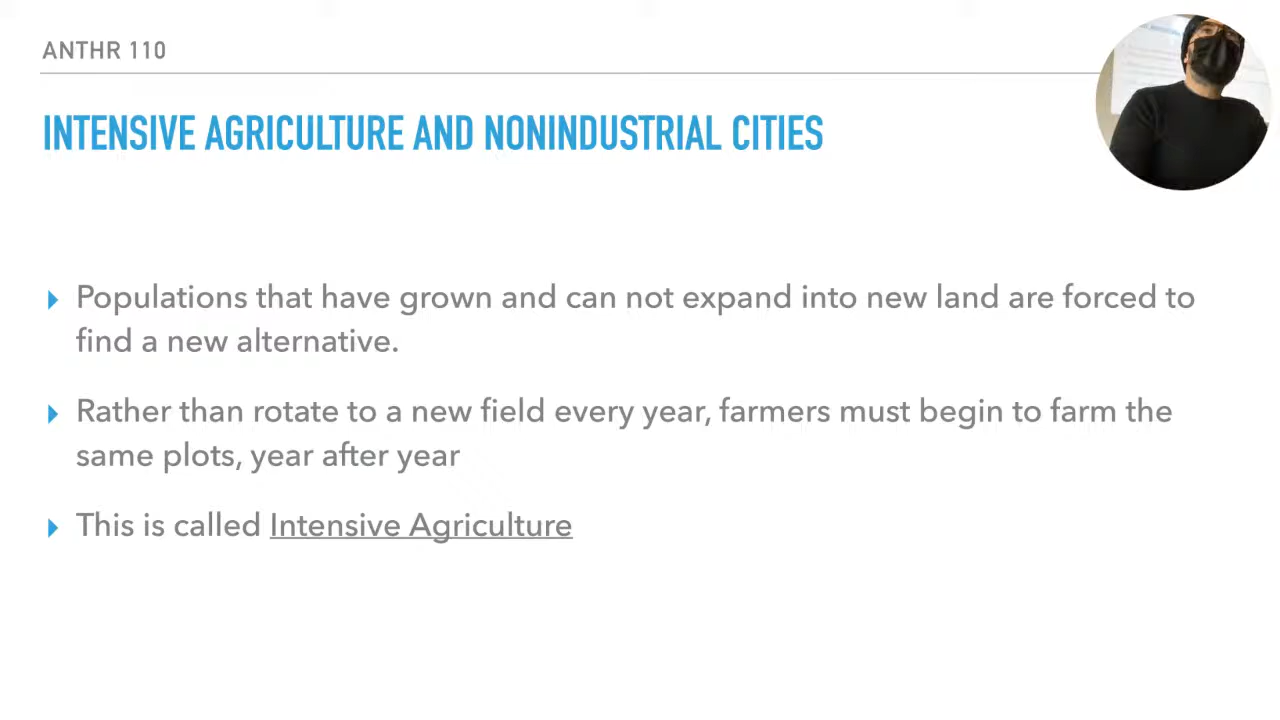 ANTHR 110
INTENSIVE AGRICULTURE AND NONINDUSTRIAL CITIES
Populations that have grown and can not expand into new land are forced to
find a new alternative.
Rather than rotate to a new field every year, farmers must begin to farm the
same plots, year after year
This is called Intensive Agriculture